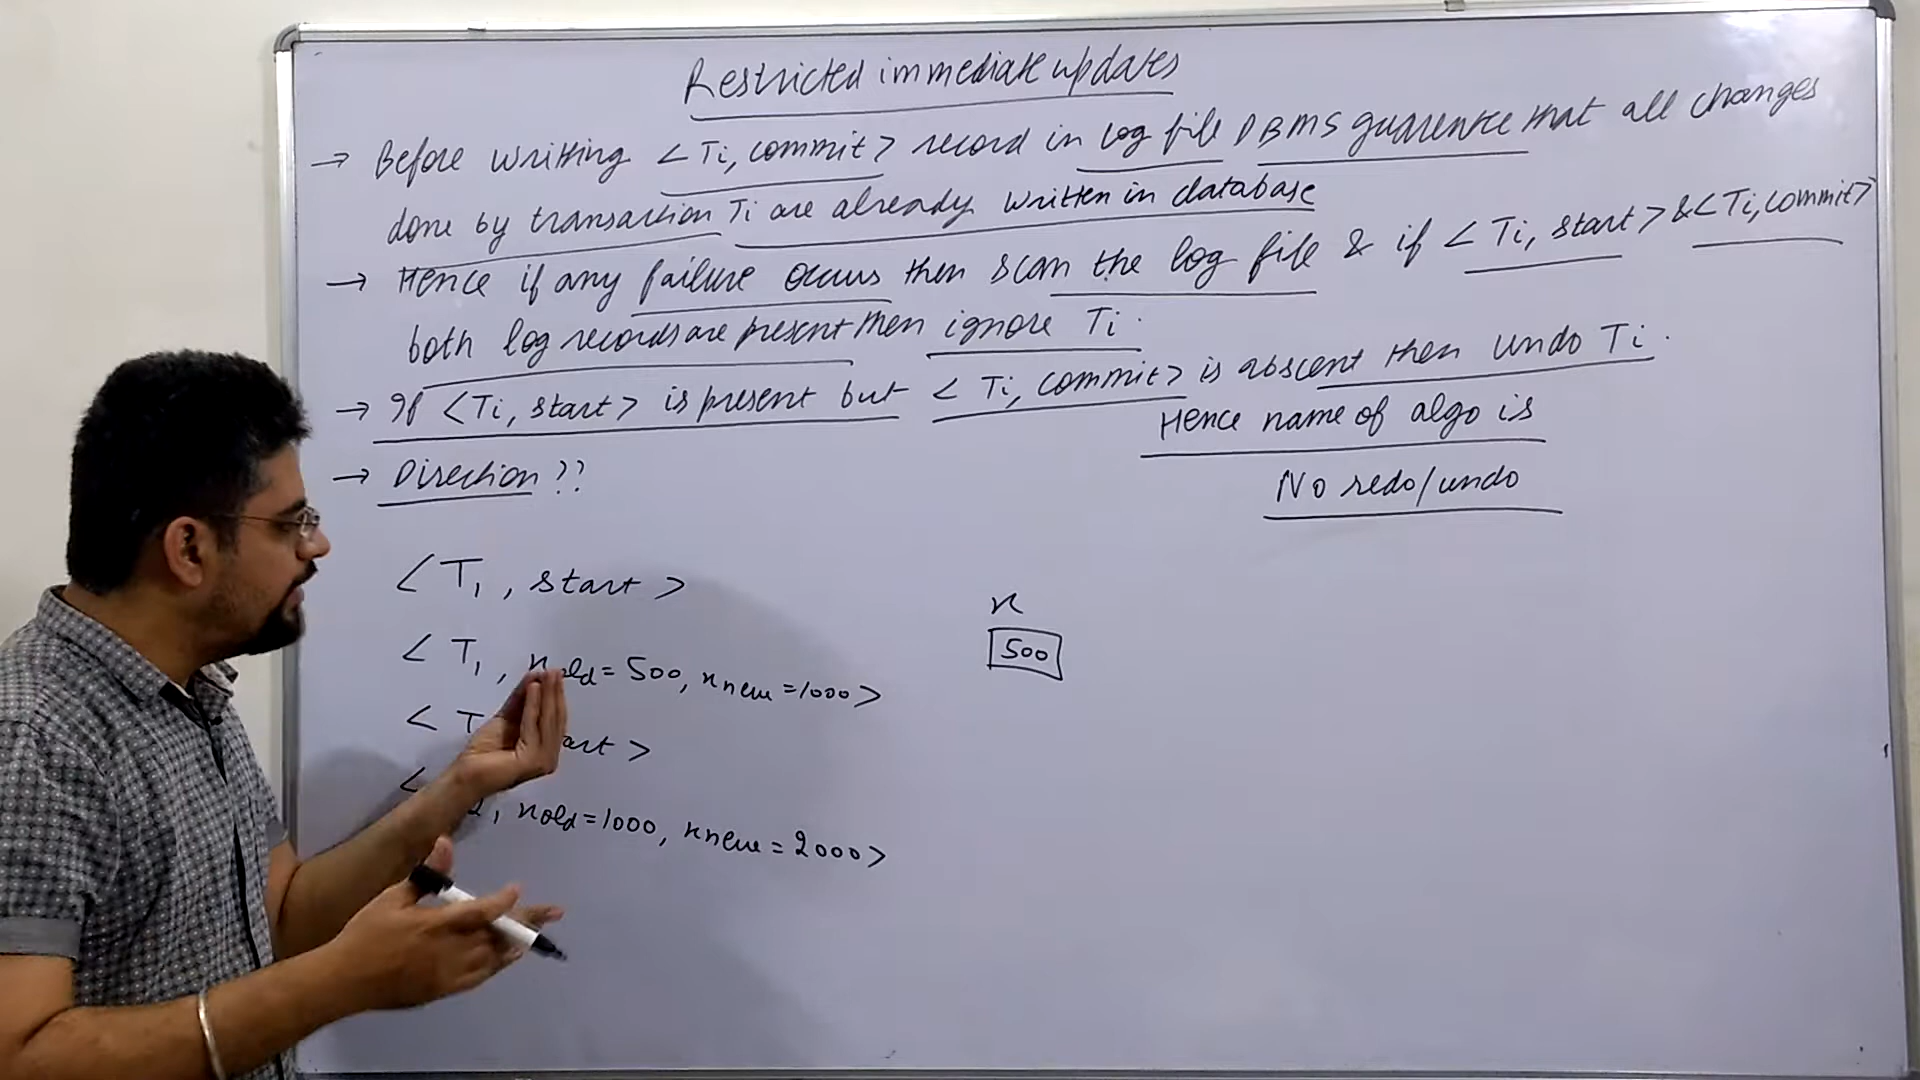 Restricted immediate updates
→ Before writting <Ti, commit> record in log file DBMS guarentee that all changes
done by transaction Ti are already written in database
→ Hence if any failure occurs then scan the log file & if <Ti, start> & <Ti, commit>
both log records are present then ignore Ti.
→ If <Ti, start> is present but <Ti, commit> is abscent then undo Ti.
Hence name of algo is
No redo/undo
→ Direction ??
<T1, start>
<T1, xold = 500, xnew = 1000>
< T art >
< 2, xold = 1000, xnew = 2000>
x
500